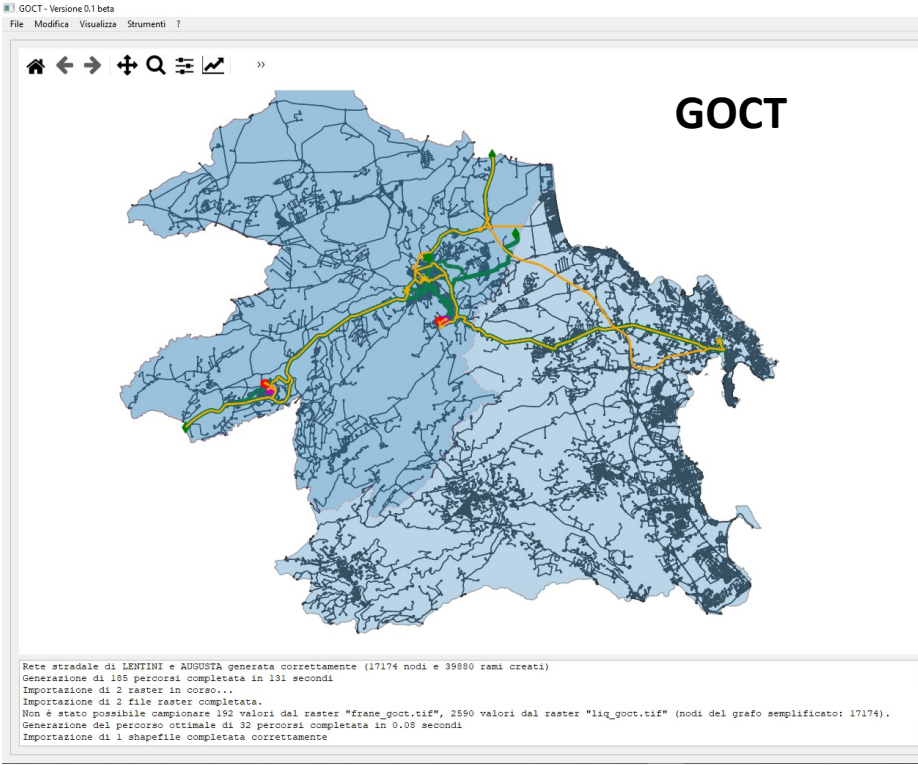 GOCT - Versione 0.1 beta
File Modifica Visualizza Strumenti ?
»
GOCT
Rete stradale di LENTINI e AUGUSTA generata correttamente (17174 nodi e 39880 rami creati)
Generazione di 185 percorsi completata in 131 secondi
Importazione di 2 raster in corso...
Importazione di 2 file raster completata.
Non è stato possibile campionare 192 valori dal raster "frane_goct.tif", 2590 valori dal raster "liq_goct.tif" (nodi del grafo semplificato: 17174).
Generazione del percorso ottimale di 32 percorsi completata in 0.08 secondi
Importazione di 1 shapefile completata correttamente